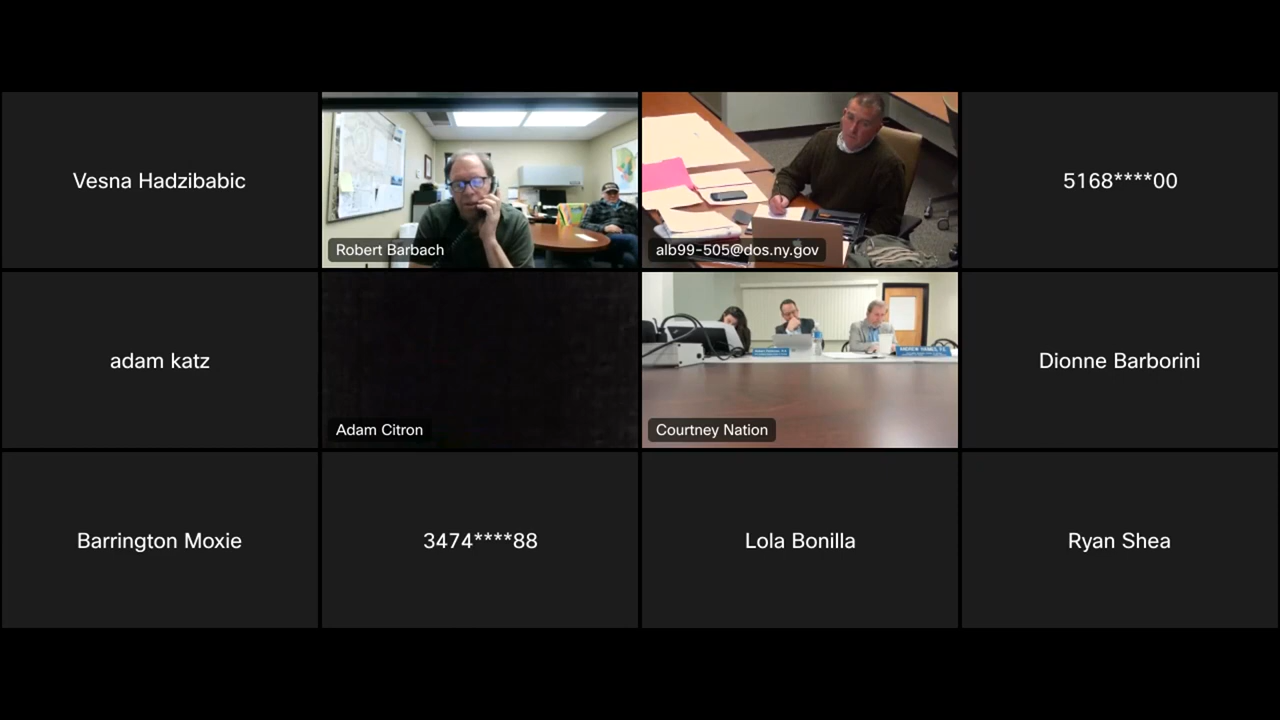 Vesna Hadzibabic
Robert Barbach
alb99-505@dos.ny.gov
5168****00
adam katz
Adam Citron
Courtney Nation
Dionne Barborini
Barrington Moxie
3474****88
Lola Bonilla
Ryan Shea